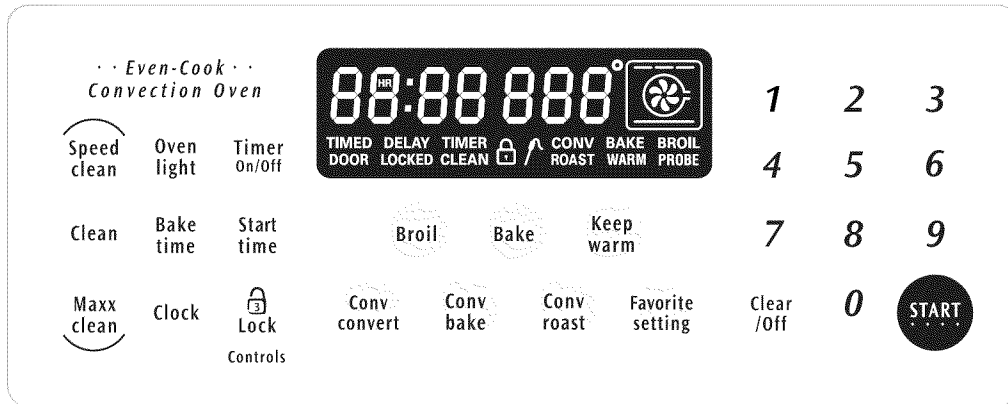 · · Even-Cook · ·
Convection Oven
88:88 888°
HR
TIMED DELAY TIMER CONV BAKE BROIL
DOOR LOCKED CLEAN ROAST WARM PROBE
Speed
clean
Oven
light
Timer
On/Off
Clean
Bake
time
Start
time
Maxx
clean
Clock
3
Lock
Controls
Broil
Bake
Keep
warm
Conv
convert
Conv
bake
Conv
roast
Favorite
setting
1 2 3
4 5 6
7 8 9
Clear
/Off
0
START